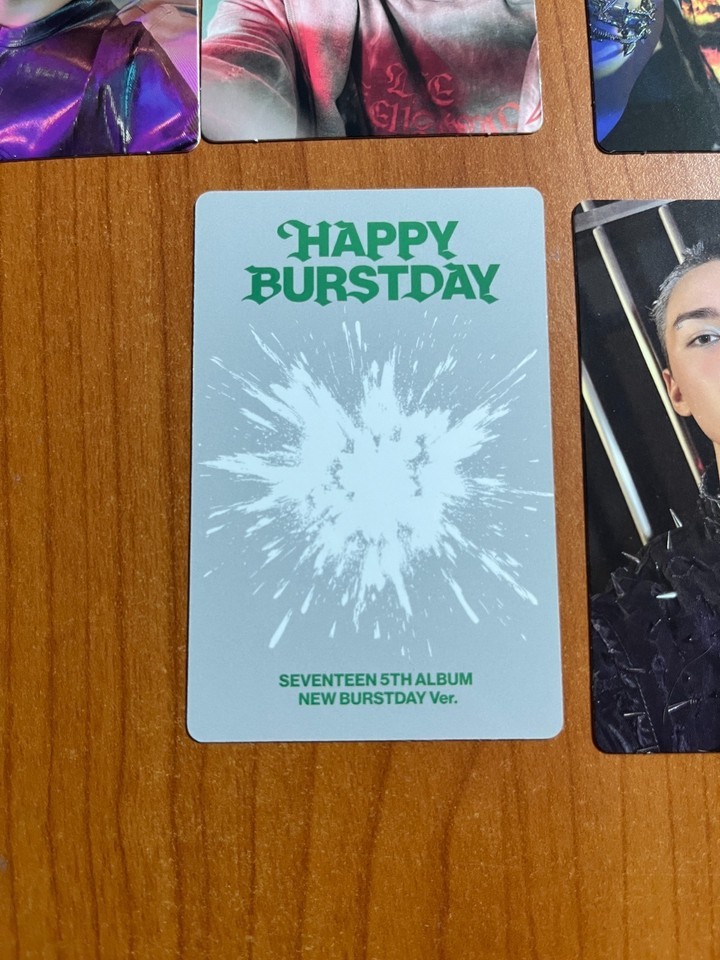 HAPPY
BURSTDAY
SEVENTEEN 5TH ALBUM
NEW BURSTDAY Ver.